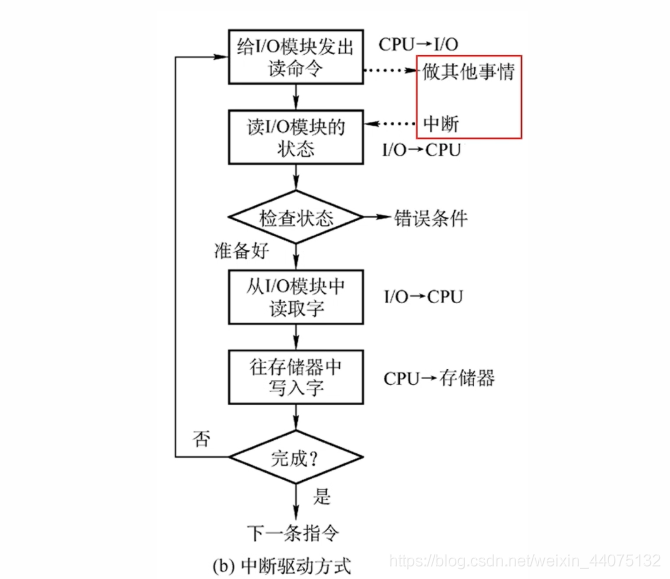 给I/O模块发出
读命令
CPU→I/O
做其他事情
中断
读I/O模块的
状态
I/O→CPU
检查状态
错误条件
准备好
从I/O模块中
读取字
I/O→CPU
往存储器中
写入字
CPU→存储器
否
完成？
是
下一条指令
(b) 中断驱动方式
https://blog.csdn.net/weixin_44075132